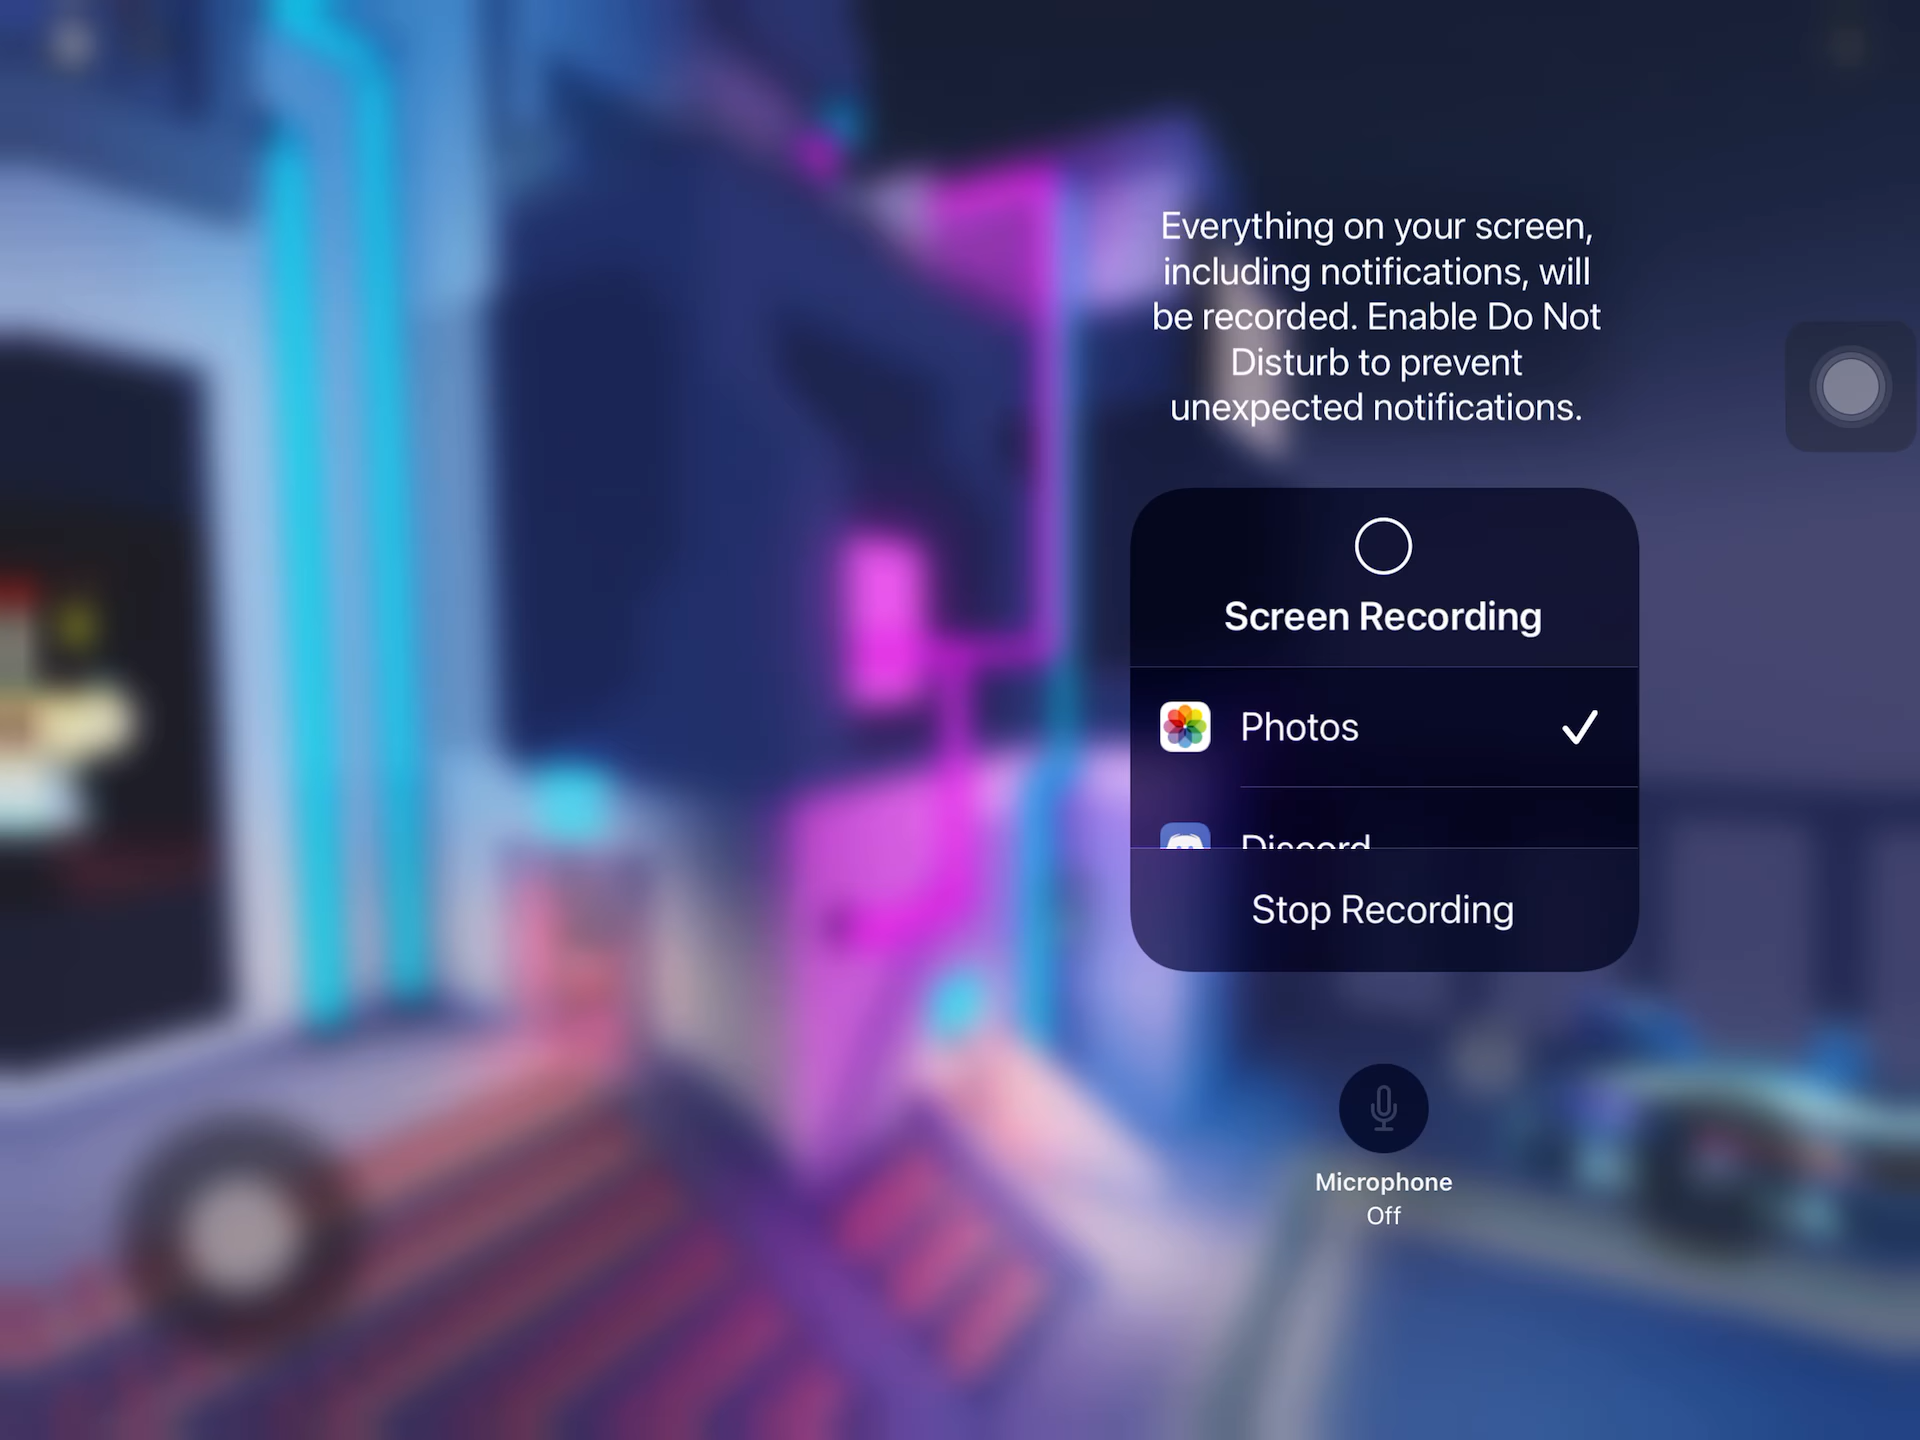 Everything on your screen,
including notifications, will
be recorded. Enable Do Not
Disturb to prevent
unexpected notifications.
Screen Recording
Photos
Discord
Stop Recording
Microphone
Off